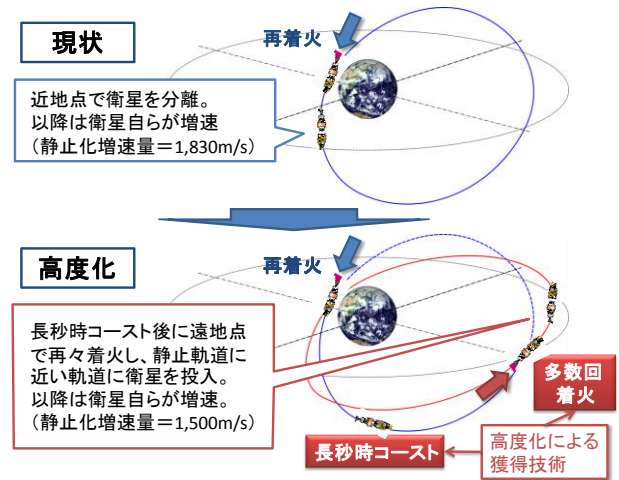 現状
再着火
近地点で衛星を分離。
以降は衛星自らが増速
（静止化増速量＝1,830m/s）
高度化
再着火
長秒時コースト後に遠地点
で再々着火し、静止軌道に
近い軌道に衛星を投入。
以降は衛星自らが増速。
（静止化増速量＝1,500m/s）
多数回
着火
長秒時コースト
高度化による
獲得技術